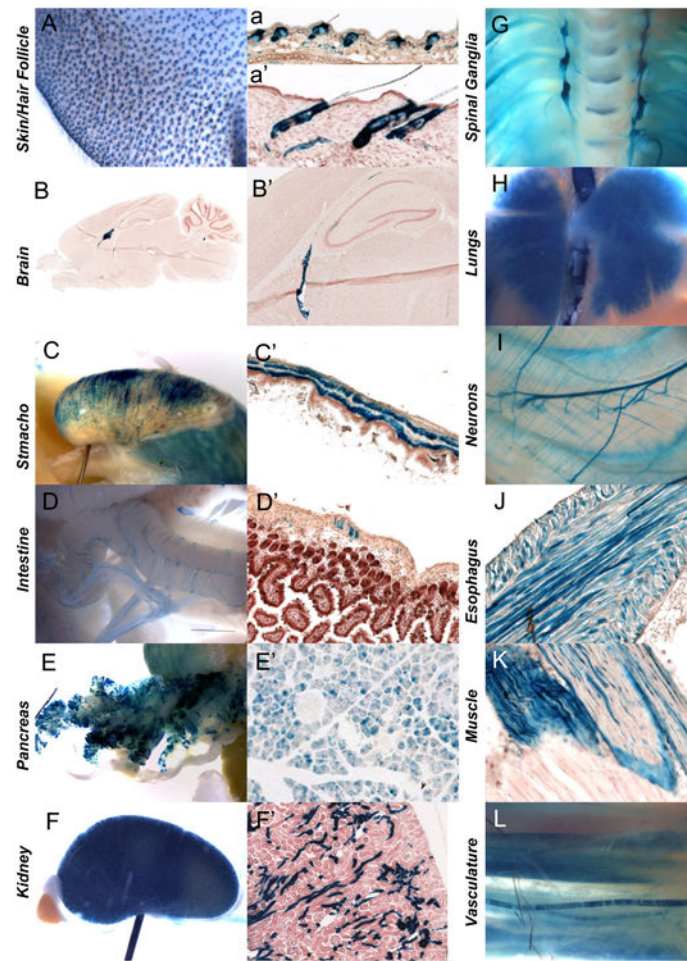 Skin/Hair Follicle
A
a
a'
Brain
B
B'
Stmacho
C
C'
Intestine
D
D'
Pancreas
E
E'
Kidney
F
F'
Spinal Ganglia
G
Lungs
H
Neurons
I
Esophagus
J
Muscle
K
Vasculature
L